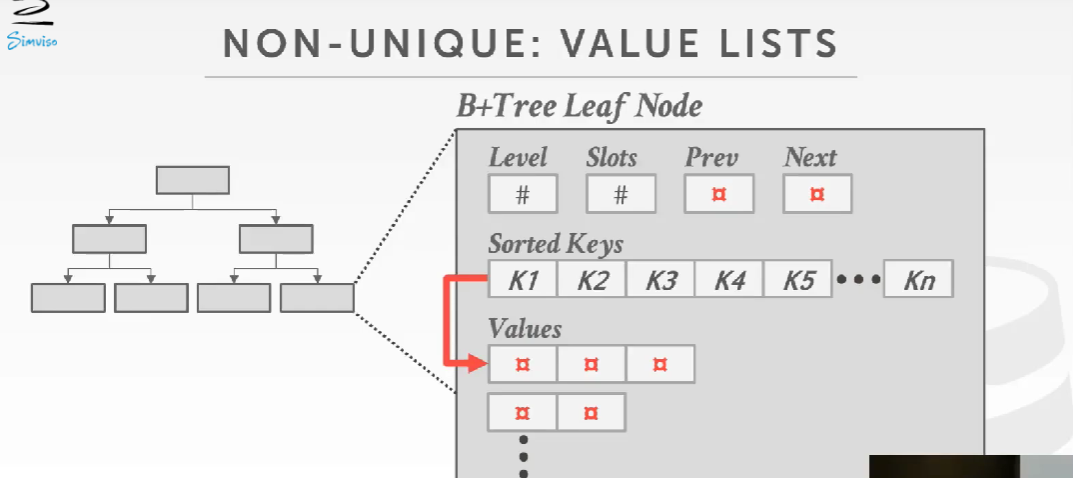 Simviso
NON-UNIQUE: VALUE LISTS
B+Tree Leaf Node
Level Slots Prev Next
# # ¤ ¤
Sorted Keys
K1 K2 K3 K4 K5 ••• Kn
Values
¤ ¤ ¤
¤ ¤